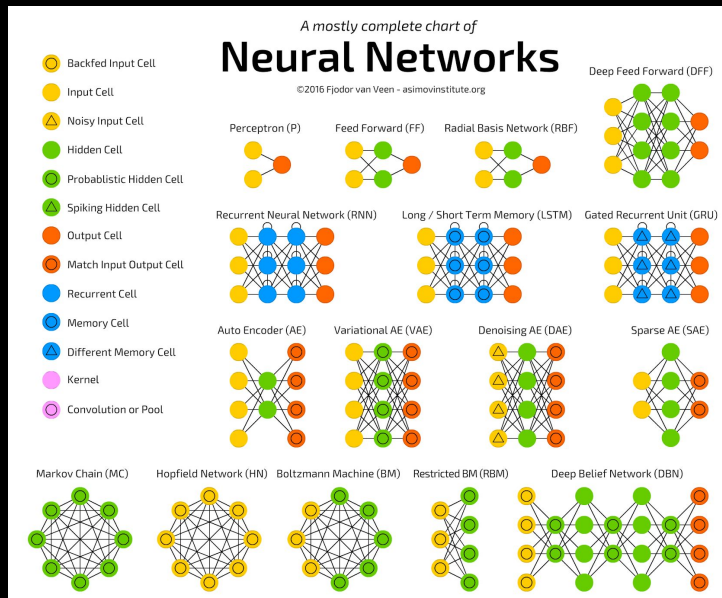 A mostly complete chart of
Neural Networks
©2016 Fjodor van Veen - asimovinstitute.org
Backfed Input Cell
Input Cell
Noisy Input Cell
Hidden Cell
Probablistic Hidden Cell
Spiking Hidden Cell
Output Cell
Match Input Output Cell
Recurrent Cell
Memory Cell
Different Memory Cell
Kernel
Convolution or Pool
Deep Feed Forward (DFF)
Perceptron (P)
Feed Forward (FF)
Radial Basis Network (RBF)
Recurrent Neural Network (RNN)
Long / Short Term Memory (LSTM)
Gated Recurrent Unit (GRU)
Auto Encoder (AE)
Variational AE (VAE)
Denoising AE (DAE)
Sparse AE (SAE)
Markov Chain (MC)
Hopfield Network (HN)
Boltzmann Machine (BM)
Restricted BM (RBM)
Deep Belief Network (DBN)